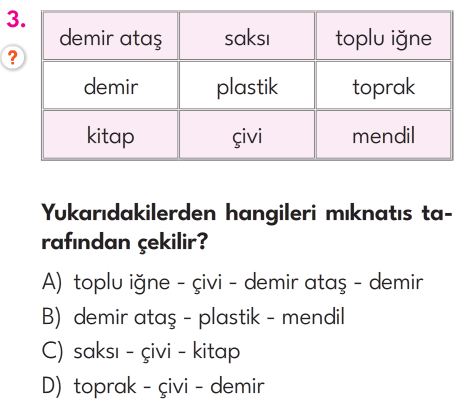 3.
?
demir ataş saksı toplu iğne
demir plastik toprak
kitap çivi mendil
Yukarıdakilerden hangileri mıknatıs ta-
rafından çekilir?
A) toplu iğne - çivi - demir ataş - demir
B) demir ataş - plastik - mendil
C) saksı - çivi - kitap
D) toprak - çivi - demir